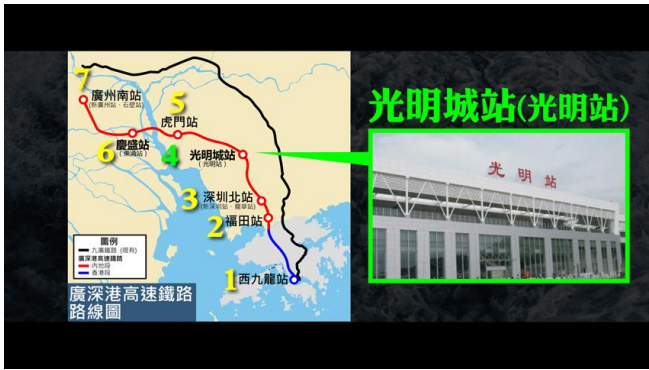 7
廣州南站
(新廣州站、石壁站)
5
虎門站
6
慶盛站
(東涌站)
4
光明城站
(光明站)
3
深圳北站
(新深圳站、龍華站)
2
福田站
1
西九龍站
圖例
九廣鐵路 (現有)
廣深港高速鐵路
內地段
香港段
廣深港高速鐵路
路線圖
光明城站(光明站)
光明站